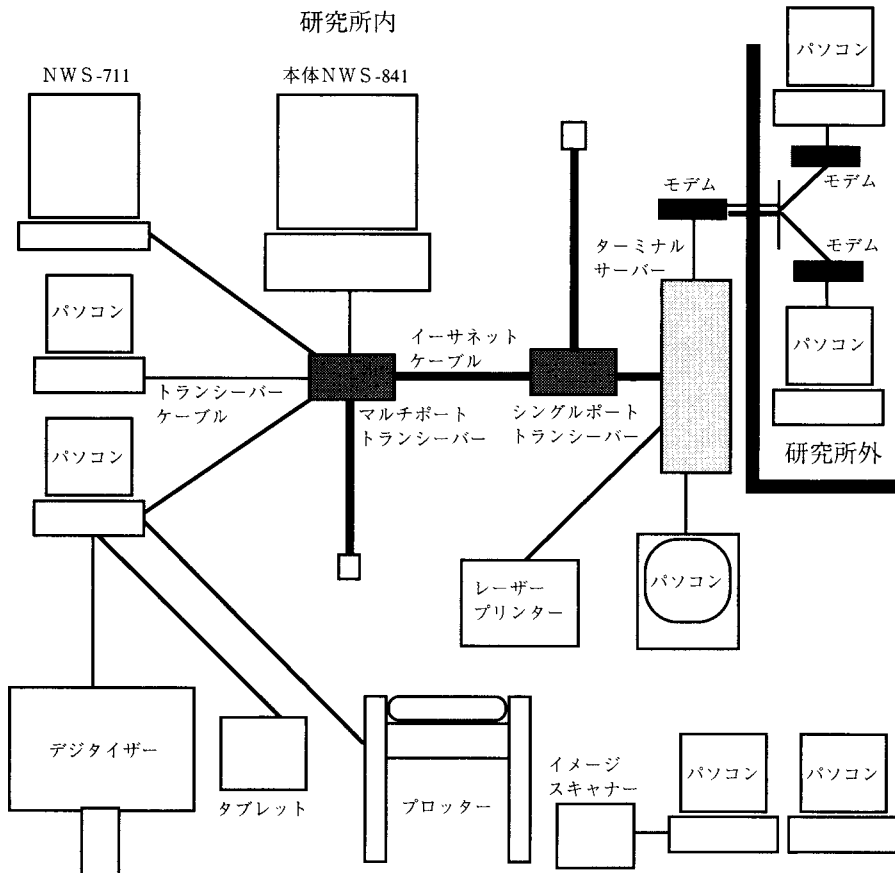 研究所内
パソコン
NWS-711
本体NWS-841
モデム
モデム
モデム
ターミナル
サーバー
パソコン
イーサネット
ケーブル
パソコン
トランシーバー
ケーブル
マルチポート
トランシーバー
シングルポート
トランシーバー
研究所外
パソコン
レーザー
プリンター
パソコン
デジタイザー
タブレット
プロッター
イメージ
スキャナー
パソコン
パソコン